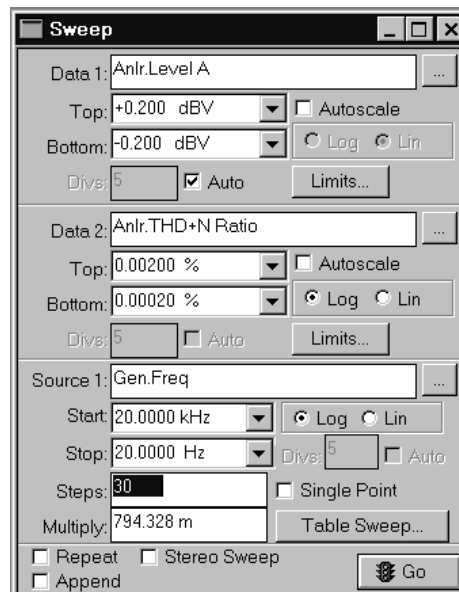 Sweep
Data 1: Anlr.Level A ...
Top: +0.200 dBV Autoscale
Bottom: -0.200 dBV Log Lin
Divs: 5 Auto Limits...
Data 2: Anlr.THD+N Ratio ...
Top: 0.00200 % Autoscale
Bottom: 0.00020 % Log Lin
Divs: 5 Auto Limits...
Source 1: Gen.Freq ...
Start: 20.0000 kHz Log Lin
Stop: 20.0000 Hz Divs: 5 Auto
Steps: 30 Single Point
Multiply: 794.328 m Table Sweep...
Repeat Stereo Sweep
Append Go